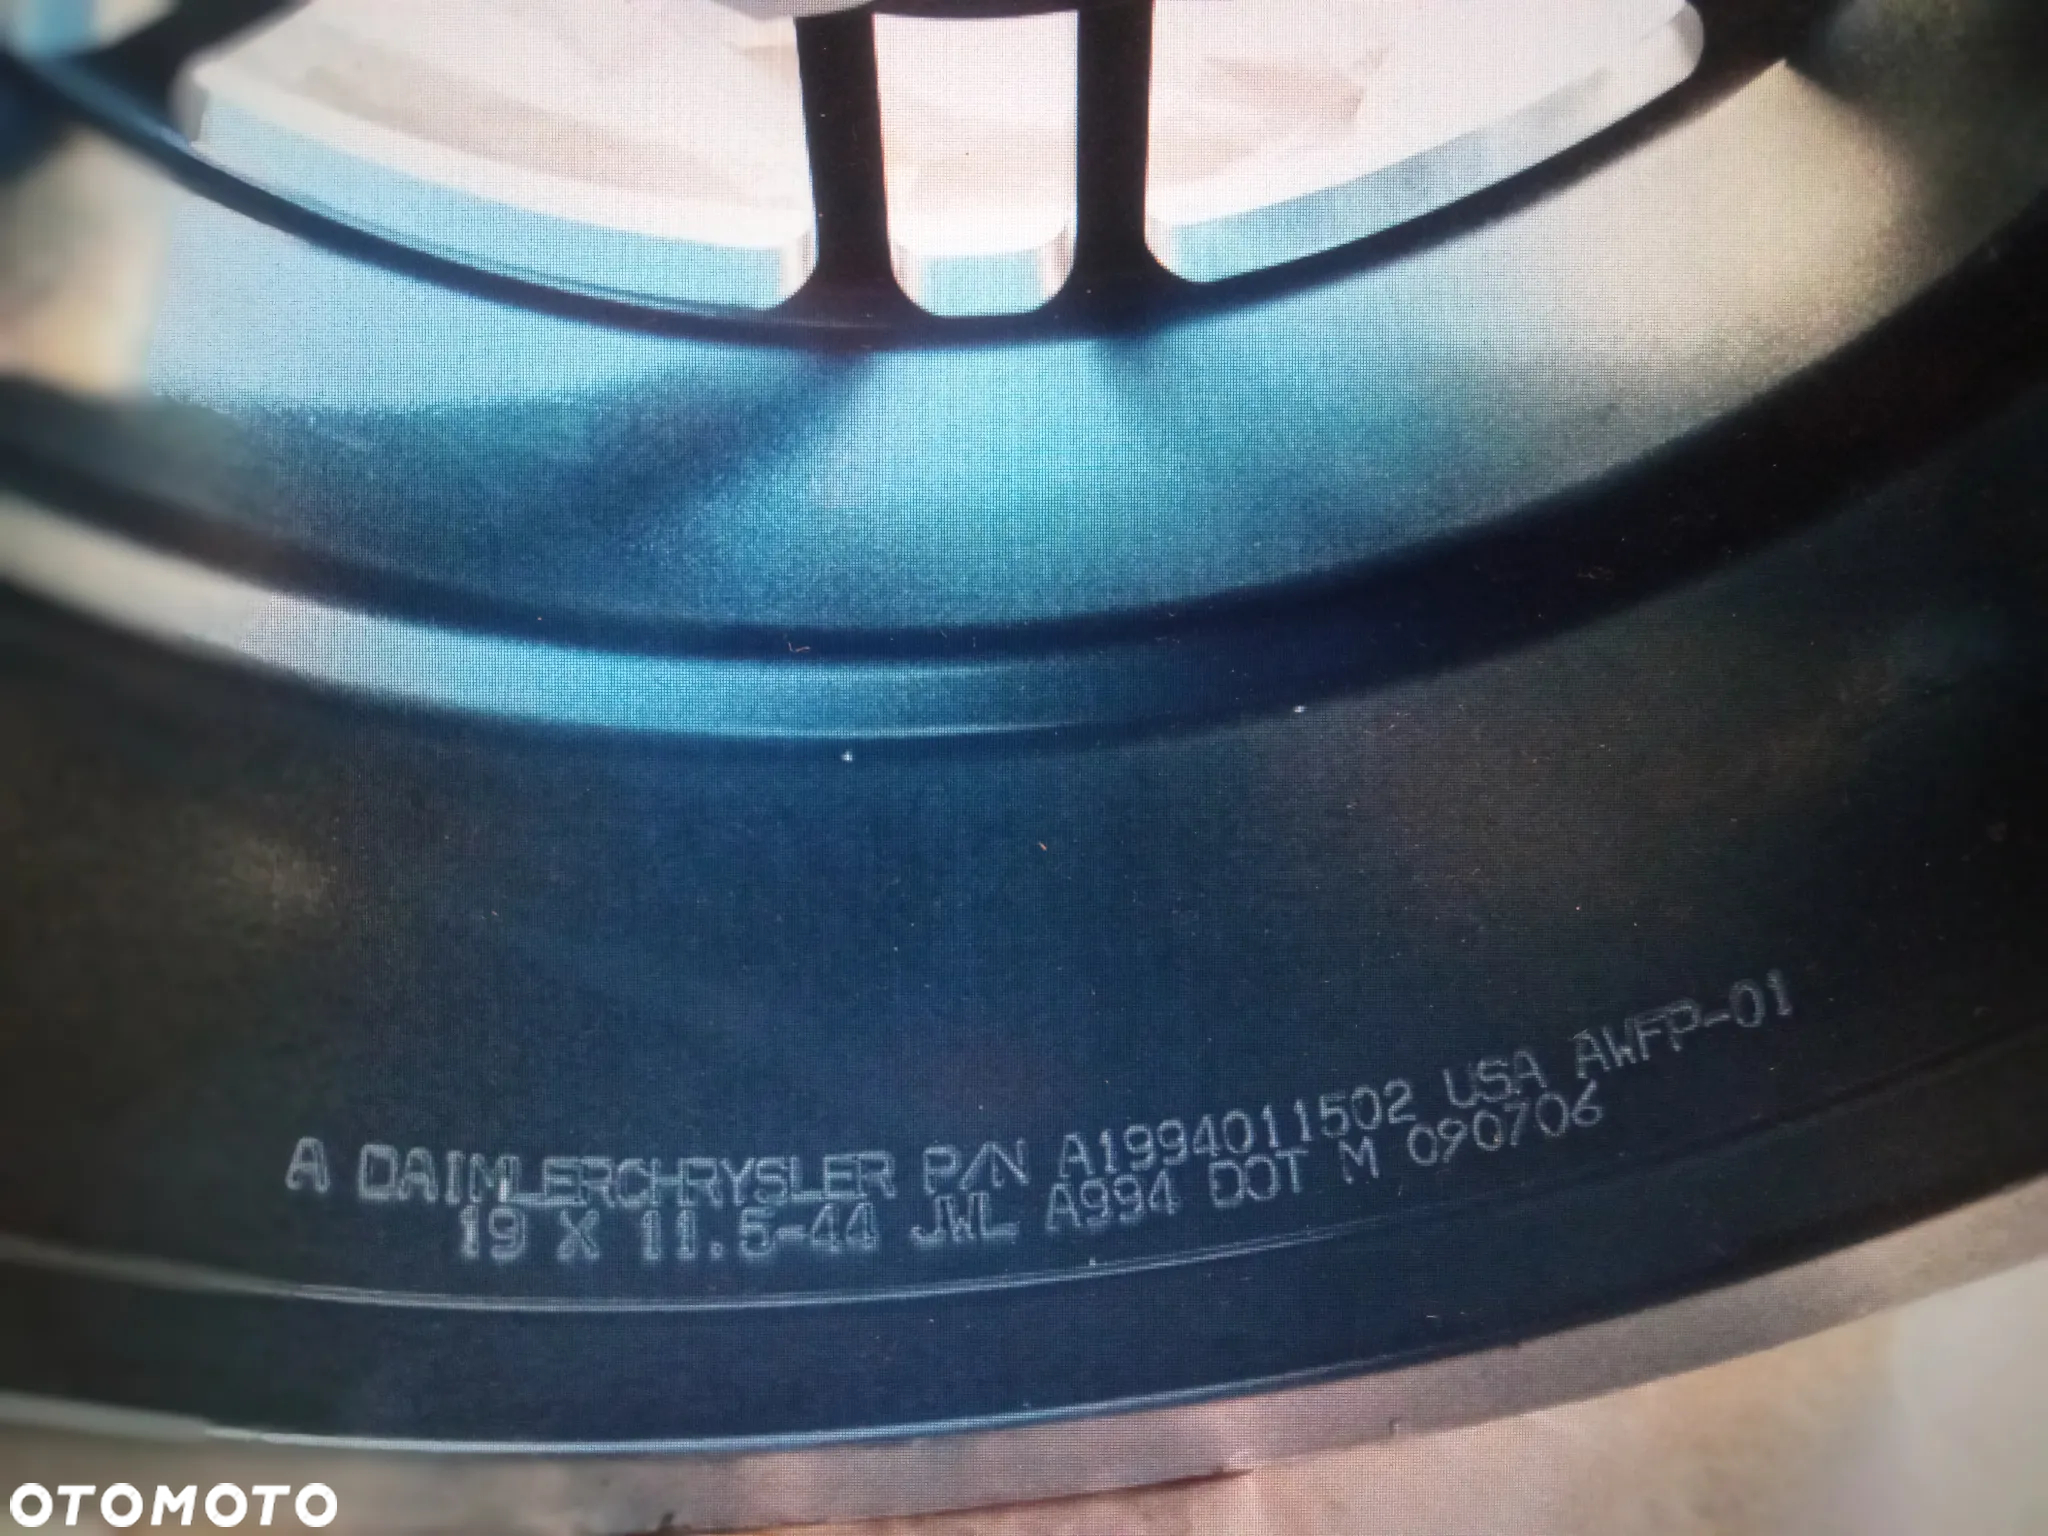 A DAIMLERCHRYSLER P/N A1994011502 USA AWFP-01
19 X 11.5-44 JWL A994 DOT M 090706
OTOMOTO